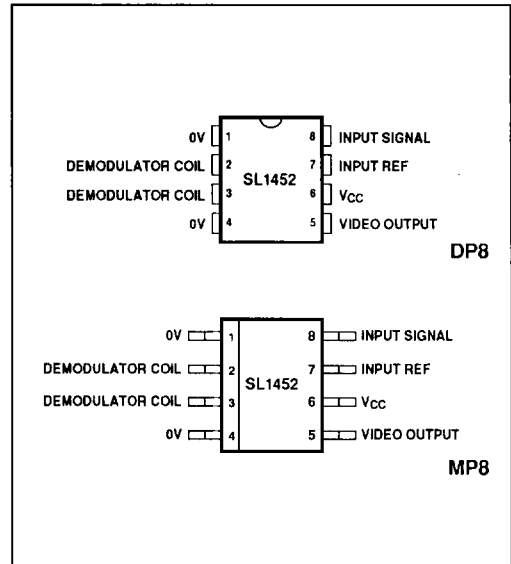 0V 1 8 INPUT SIGNAL
DEMODULATOR COIL 2 7 INPUT REF
SL1452
DEMODULATOR COIL 3 6 VCC
0V 4 5 VIDEO OUTPUT
DP8
0V 1 8 INPUT SIGNAL
DEMODULATOR COIL 2 7 INPUT REF
SL1452
DEMODULATOR COIL 3 6 VCC
0V 4 5 VIDEO OUTPUT
MP8